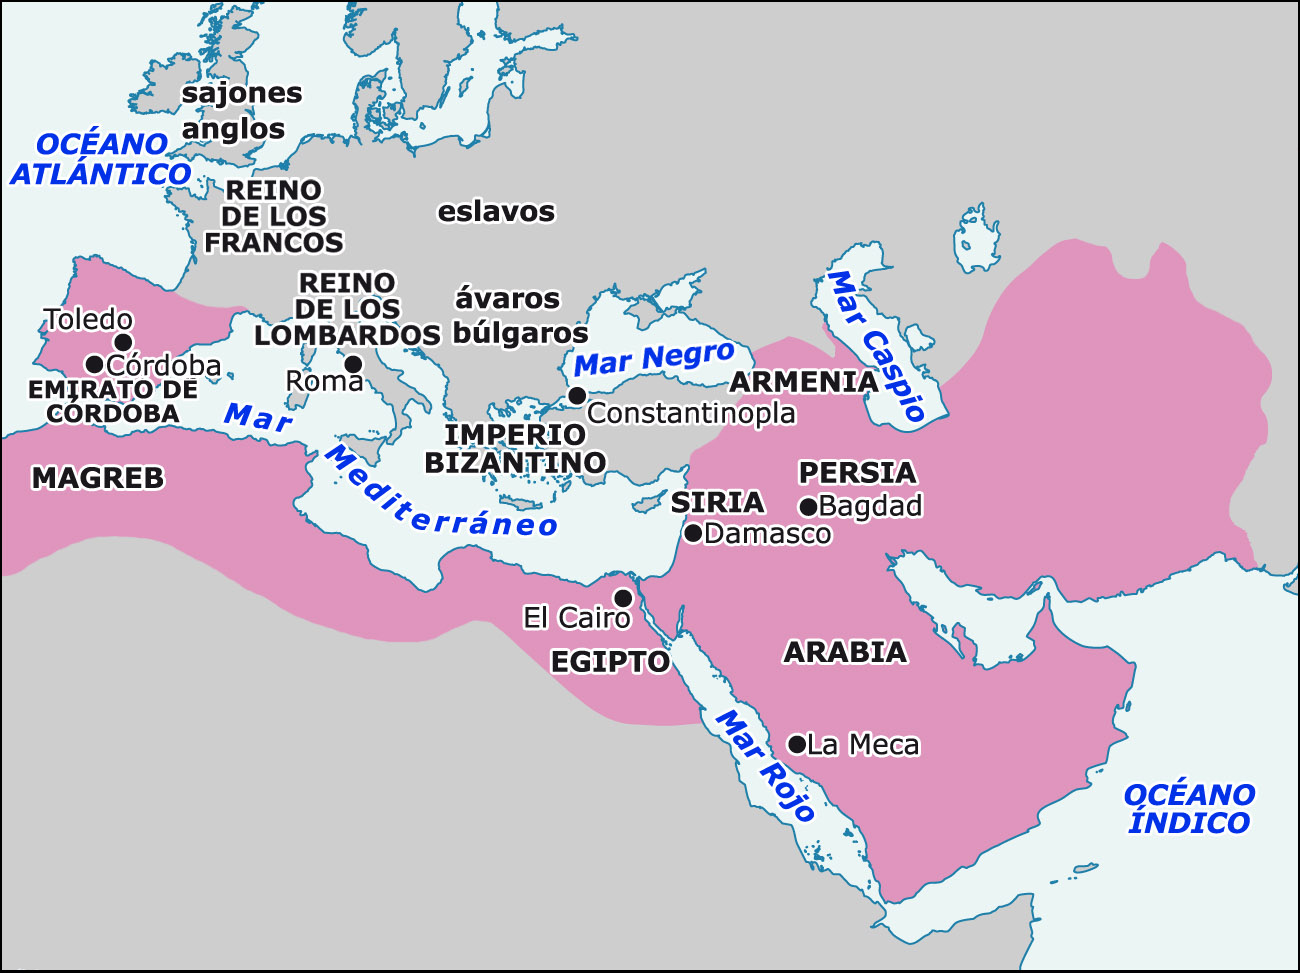 sajones
anglos
OCÉANO
ATLÁNTICO
REINO
DE LOS
FRANCOS
eslavos
REINO
DE LOS
LOMBARDOS
ávaros
búlgaros
Mar Caspio
Toledo
Córdoba
EMIRATO DE
CÓRDOBA
Roma
Mar Negro
ARMENIA
Constantinopla
Mar
Mediterráneo
IMPERIO
BIZANTINO
MAGREB
PERSIA
SIRIA
Bagdad
Damasco
El Cairo
EGIPTO
ARABIA
Mar Rojo
La Meca
OCÉANO
ÍNDICO